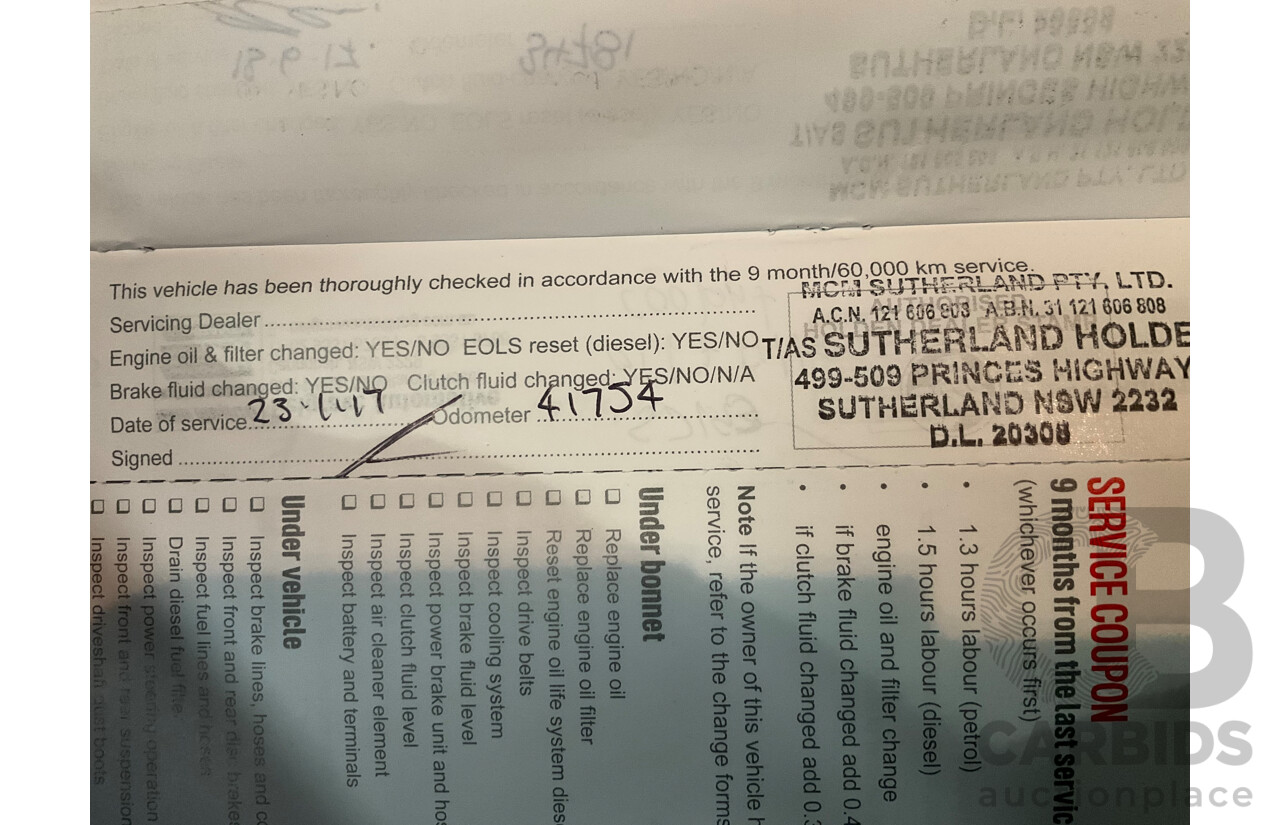 This vehicle has been thoroughly checked in accordance with the 9 month/60,000 km service.
Servicing Dealer
Engine oil & filter changed: YES/NO EOLS reset (diesel): YES/NO
Brake fluid changed: YES/NO Clutch fluid changed: YES/NO/N/A
Date of service 23.1.17 Odometer 41754
Signed
MCM SUTHERLAND PTY, LTD.
A.C.N. 121 606 808 A.B.N. 31 121 606 808
T/AS SUTHERLAND HOLDE
499-509 PRINCES HIGHWAY
SUTHERLAND NSW 2232
D.L. 20308
SERVICE COUPON
9 months from the last servic
(whichever occurs first)
• 1.3 hours labour (petrol)
• 1.5 hours labour (diesel)
• engine oil and filter change
• if brake fluid changed add 0.4
• if clutch fluid changed add 0.3
Note If the owner of this vehicle h
service, refer to the change forms
Under bonnet
Replace engine oil
Replace engine oil filter
Reset engine oil life system dies
Inspect drive belts
Inspect cooling system
Inspect brake fluid level
Inspect power brake unit and hos
Inspect clutch fluid level
Inspect air cleaner element
Inspect battery and terminals
Under vehicle
Inspect brake lines, hoses and co
Inspect front and rear disc brakes
Inspect fuel lines and hoses
Drain diesel fuel filter
Inspect power steering operation
Inspect front and rear suspension
Inspect driveshaft dust boots
CARBIDS
auctionplace